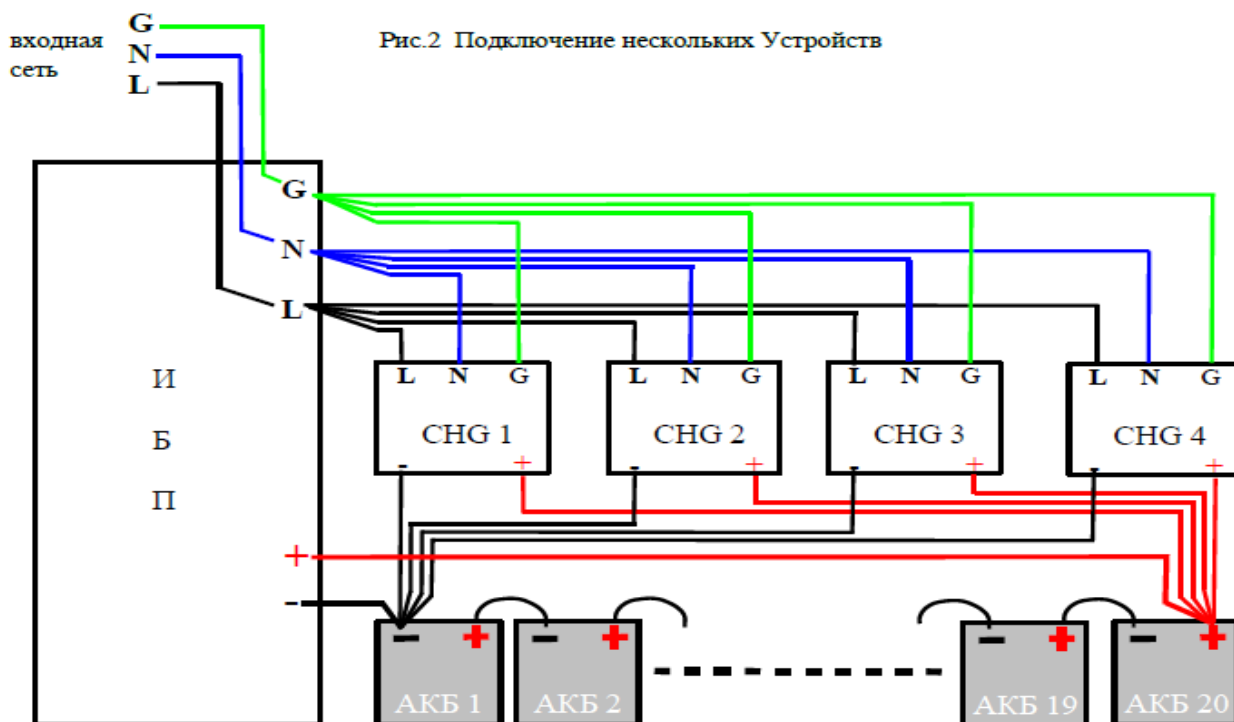 G
входная
N
сеть
L
Рис.2 Подключение нескольких Устройств
G
N
L
И
Б
П
L N G
CHG 1
- +
L N G
CHG 2
- +
L N G
CHG 3
- +
L N G
CHG 4
- +
+
-
- +
АКБ 1
- +
АКБ 2
- +
АКБ 19
- +
АКБ 20